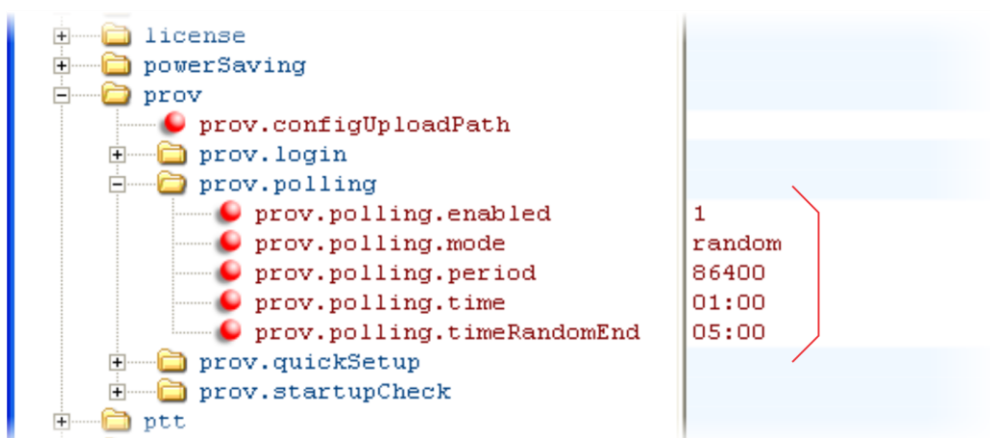 license
powerSaving
prov
prov.configUploadPath
prov.login
prov.polling
prov.polling.enabled 1
prov.polling.mode random
prov.polling.period 86400
prov.polling.time 01:00
prov.polling.timeRandomEnd 05:00
prov.quickSetup
prov.startupCheck
ptt